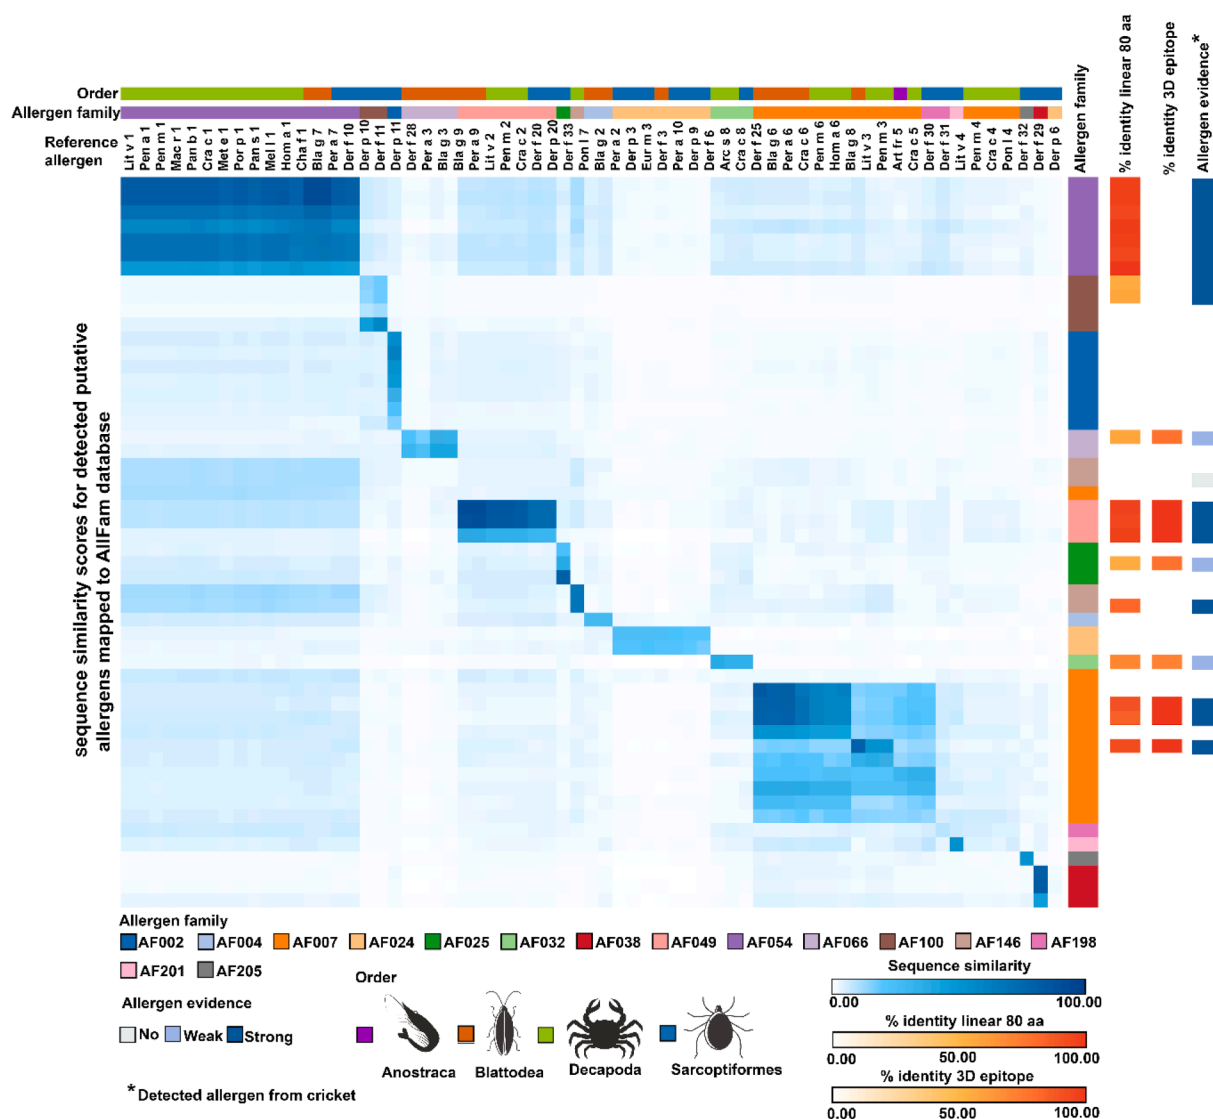 Order
Allergen family
Reference
allergen
Lit v 1
Pena 1
Pen m 1
Mac r 1
Pan b 1
Cra c 1
Met e 1
Por p 1
Pan s 1
Mel l 1
Hom a 1
Cha f 1
Bla g 7
Per a 7
Der f 10
Der p 10
Der f 11
Der p 11
Der f 28
Per a 3
Bla g 3
Bla g 9
Per a 9
Lit v 2
Pen m 2
Cra c 2
Der f 20
Der p 20
Der f 33
Pon l 7
Bla g 2
Per a 2
Der p 3
Eur m 3
Der f 3
Per a 10
Der p 9
Der f 6
Arc s 8
Cra c 8
Der f 25
Bla g 6
Per a 6
Cra c 6
Pen m 6
Hom a 6
Bla g 8
Lit v 3
Pen m 3
Art fr 5
Cra c 5
Der f 30
Der f 31
Lit v 4
Pen m 4
Cra c 4
Pon l 4
Der f 32
Der f 29
Der p 6
Allergen family
% identity linear 80 aa
% identity 3D epitope
Allergen evidence*
sequence similarity scores for detected putative
allergens mapped to AllFam database
Allergen family
AF002 AF004 AF007 AF024 AF025 AF032 AF038 AF049 AF054 AF066 AF100 AF146 AF198
AF201 AF205
Order
Allergen evidence
No Weak Strong
Anostraca Blattodea Decapoda Sarcoptiformes
* Detected allergen from cricket
Sequence similarity
0.00 100.00
% identity linear 80 aa
0.00 50.00 100.00
% identity 3D epitope
0.00 50.00 100.00